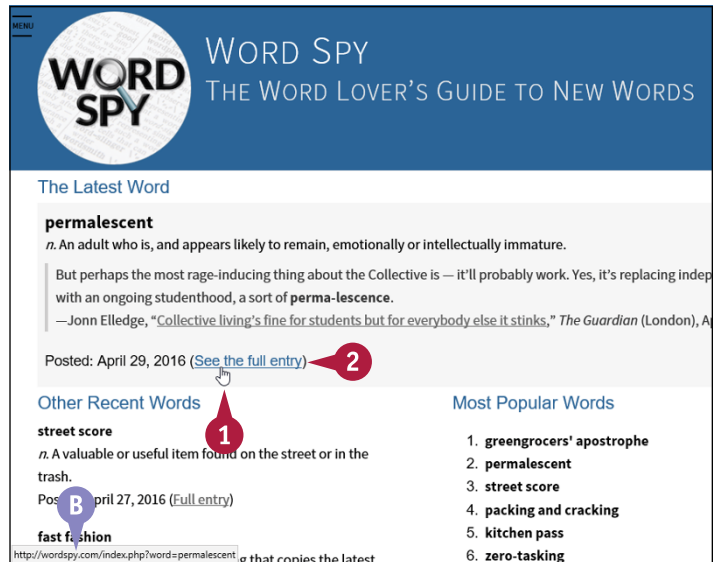 MENU
WORD
SPY
WORD SPY
THE WORD LOVER'S GUIDE TO NEW WORDS
The Latest Word
permalescent
n. An adult who is, and appears likely to remain, emotionally or intellectually immature.
But perhaps the most rage-inducing thing about the Collective is — it'll probably work. Yes, it's replacing indep
with an ongoing studenthood, a sort of perma-lescence.
—Jonn Elledge, “Collective living's fine for students but for everybody else it stinks,” The Guardian (London), Ap
Posted: April 29, 2016 (See the full entry)
2
1
Other Recent Words
street score
n. A valuable or useful item found on the street or in the
trash.
Pos April 27, 2016 (Full entry)
B
fast fashion
http://wordspy.com/index.php?word=permalescent
g that copies the latest
Most Popular Words
1. greengrocers' apostrophe
2. permalescent
3. street score
4. packing and cracking
5. kitchen pass
6. zero-tasking